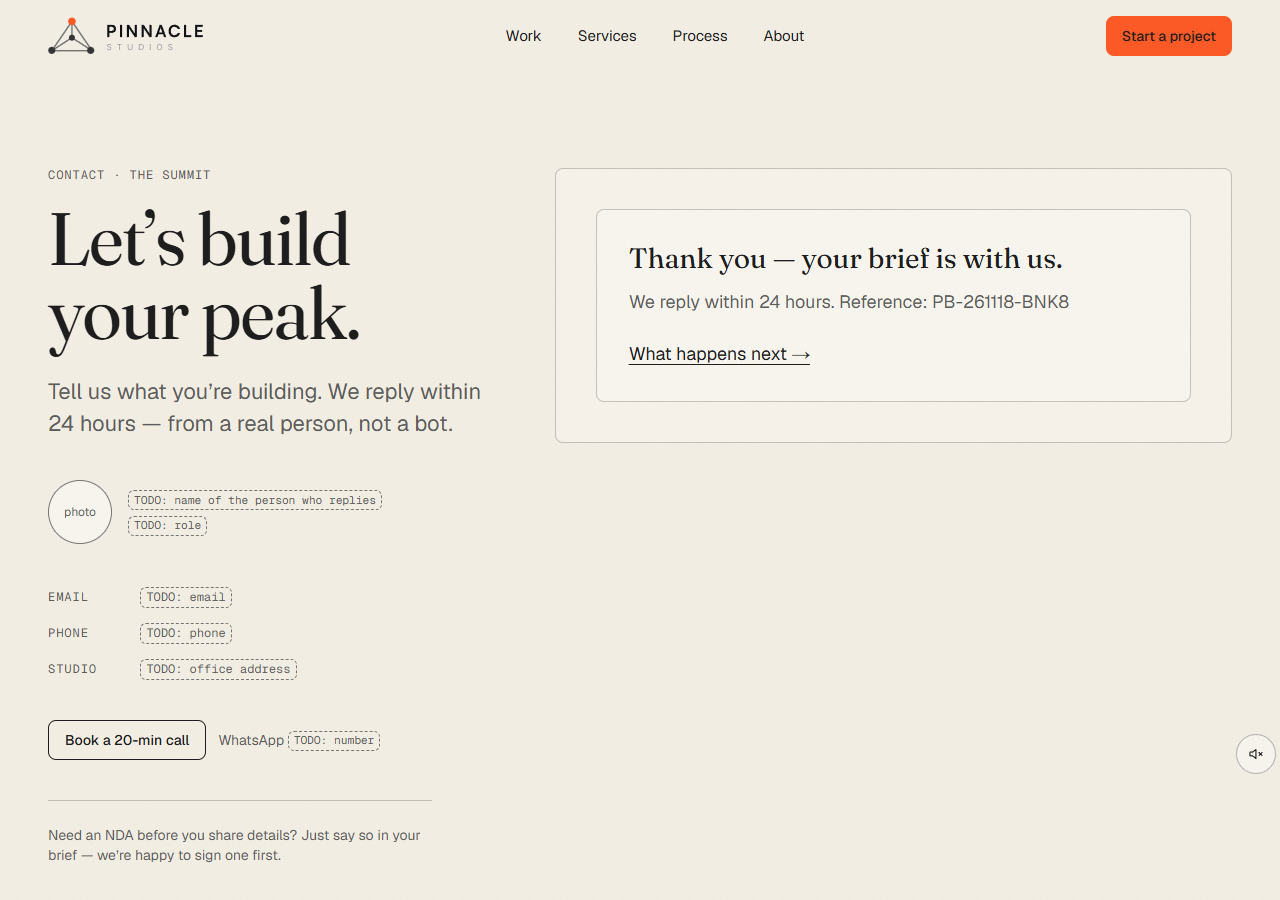 PINNACLE
STUDIOS
Work
Services
Process
About
Start a project
CONTACT · THE SUMMIT
Let’s build
your peak.
Tell us what you’re building. We reply within
24 hours — from a real person, not a bot.
photo
TODO: name of the person who replies
TODO: role
EMAIL TODO: email
PHONE TODO: phone
STUDIO TODO: office address
Book a 20-min call
WhatsApp TODO: number
Need an NDA before you share details? Just say so in your
brief — we’re happy to sign one first.
Thank you — your brief is with us.
We reply within 24 hours. Reference: PB-261118-BNK8
What happens next →